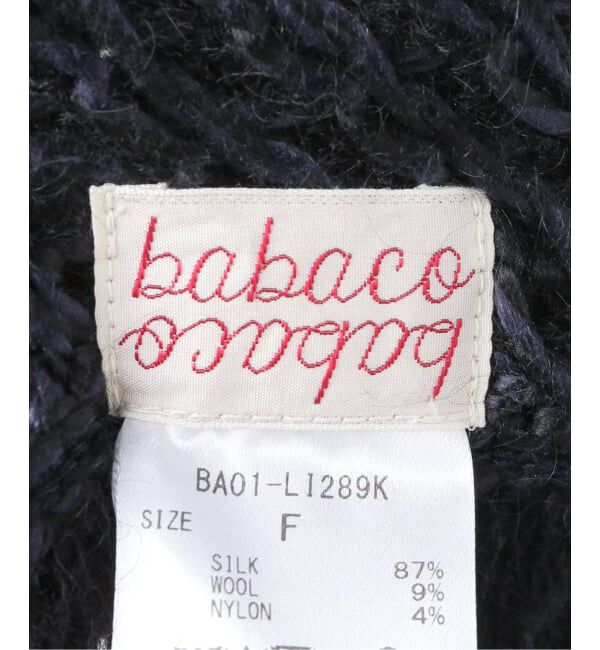 babaco
babaco
BA01-LI289K
SIZE F
SILK 87%
WOOL 9%
NYLON 4%